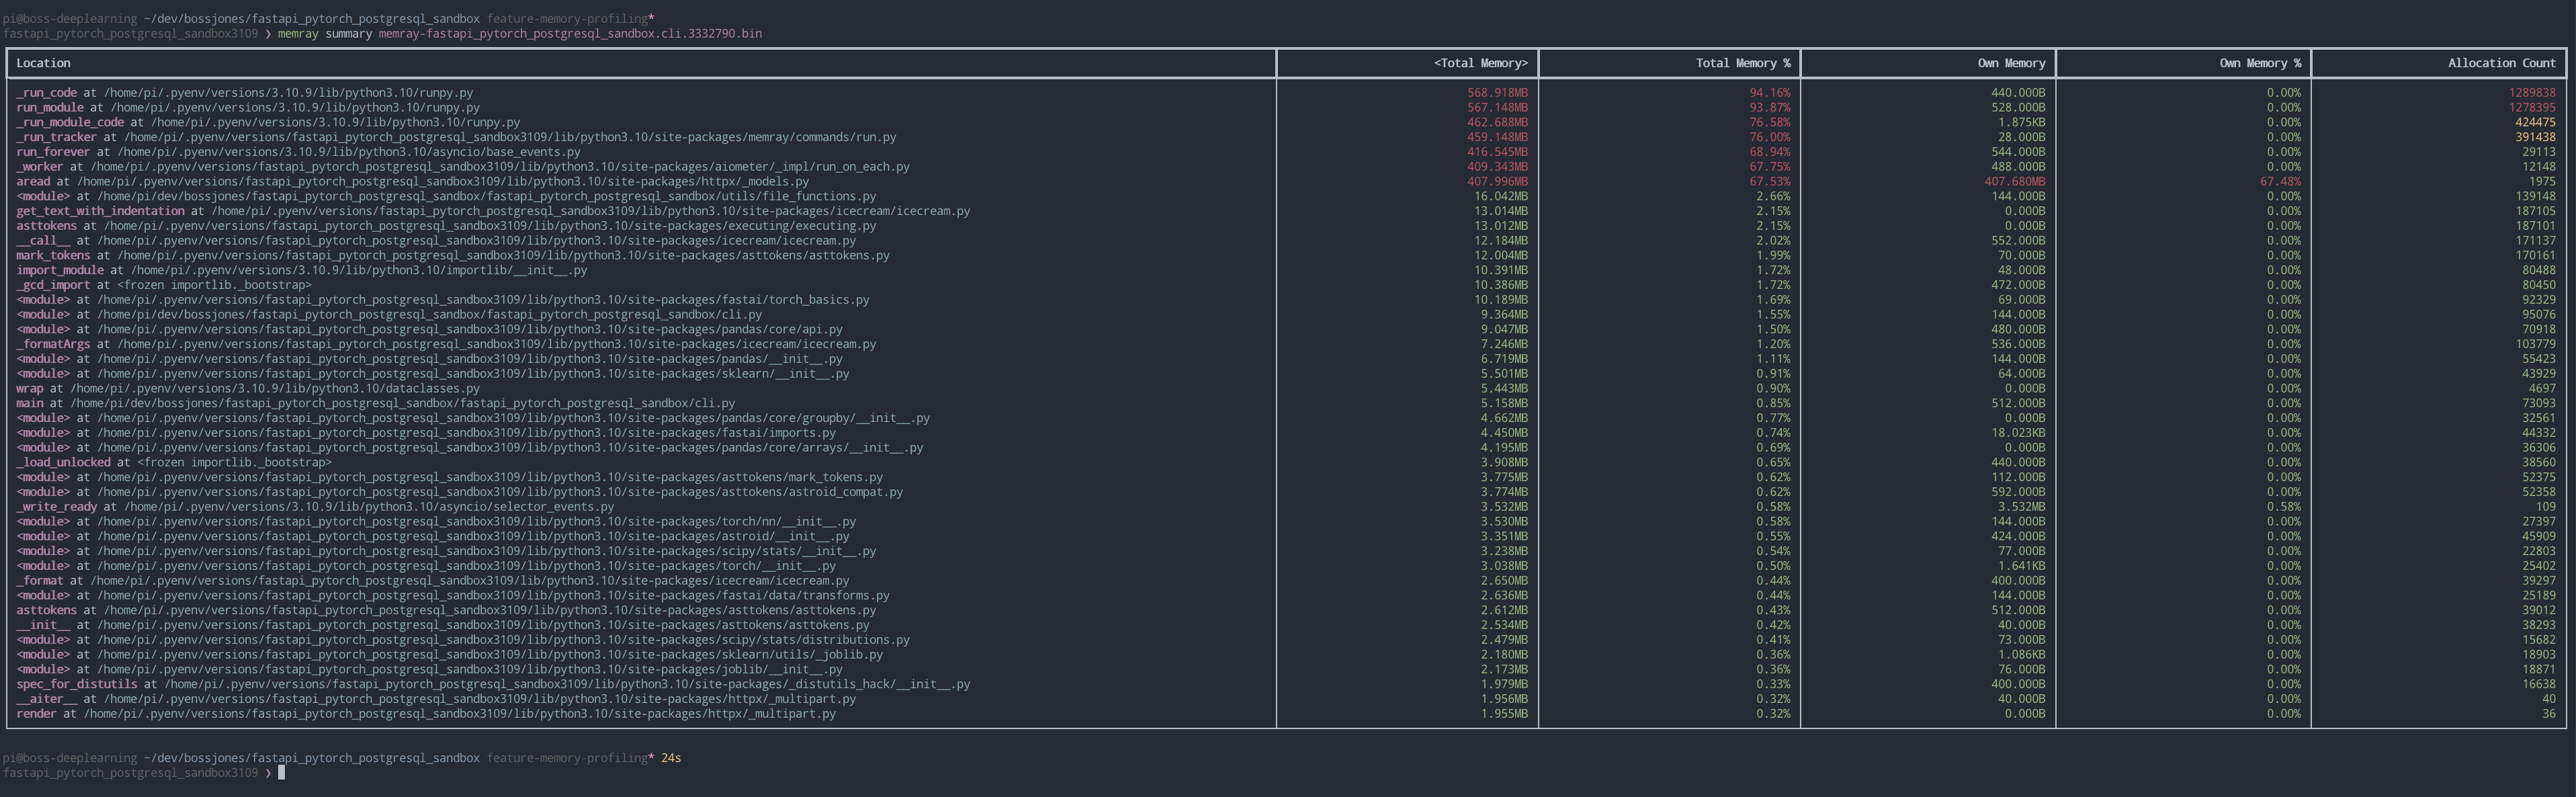 pi@boss-deeplearning ~/dev/bossjones/fastapi_pytorch_postgresql_sandbox feature-memory-profiling*
fastapi_pytorch_postgresql_sandbox3109 ❯ memray summary memray-fastapi_pytorch_postgresql_sandbox.cli.3332790.bin
Location <Total Memory> Total Memory % Own Memory Own Memory % Allocation Count
_run_code at /home/pi/.pyenv/versions/3.10.9/lib/python3.10/runpy.py 568.918MB 94.16% 440.000B 0.00% 1289838
run_module at /home/pi/.pyenv/versions/3.10.9/lib/python3.10/runpy.py 567.148MB 93.87% 528.000B 0.00% 1278395
_run_module_code at /home/pi/.pyenv/versions/3.10.9/lib/python3.10/runpy.py 462.688MB 76.58% 1.875KB 0.00% 424475
_run_tracker at /home/pi/.pyenv/versions/fastapi_pytorch_postgresql_sandbox3109/lib/python3.10/site-packages/memray/commands/run.py 459.148MB 76.00% 28.000B 0.00% 391438
run_forever at /home/pi/.pyenv/versions/3.10.9/lib/python3.10/asyncio/base_events.py 416.545MB 68.94% 544.000B 0.00% 29113
_worker at /home/pi/.pyenv/versions/fastapi_pytorch_postgresql_sandbox3109/lib/python3.10/site-packages/aiometer/_impl/run_on_each.py 409.343MB 67.75% 488.000B 0.00% 12148
aread at /home/pi/.pyenv/versions/fastapi_pytorch_postgresql_sandbox3109/lib/python3.10/site-packages/httpx/_models.py 407.996MB 67.53% 407.680MB 67.48% 1975
<module> at /home/pi/dev/bossjones/fastapi_pytorch_postgresql_sandbox/fastapi_pytorch_postgresql_sandbox/utils/file_functions.py 16.042MB 2.66% 144.000B 0.00% 139148
get_text_with_indentation at /home/pi/.pyenv/versions/fastapi_pytorch_postgresql_sandbox3109/lib/python3.10/site-packages/icecream/icecream.py 13.014MB 2.15% 0.000B 0.00% 187105
asttokens at /home/pi/.pyenv/versions/fastapi_pytorch_postgresql_sandbox3109/lib/python3.10/site-packages/executing/executing.py 13.012MB 2.15% 0.000B 0.00% 187101
__call__ at /home/pi/.pyenv/versions/fastapi_pytorch_postgresql_sandbox3109/lib/python3.10/site-packages/icecream/icecream.py 12.184MB 2.02% 552.000B 0.00% 171137
mark_tokens at /home/pi/.pyenv/versions/fastapi_pytorch_postgresql_sandbox3109/lib/python3.10/site-packages/asttokens/asttokens.py 12.004MB 1.99% 70.000B 0.00% 170161
import_module at /home/pi/.pyenv/versions/3.10.9/lib/python3.10/importlib/__init__.py 10.391MB 1.72% 48.000B 0.00% 80488
_gcd_import at <frozen importlib._bootstrap> 10.386MB 1.72% 472.000B 0.00% 80450
<module> at /home/pi/.pyenv/versions/fastapi_pytorch_postgresql_sandbox3109/lib/python3.10/site-packages/fastai/torch_basics.py 10.189MB 1.69% 69.000B 0.00% 92329
<module> at /home/pi/dev/bossjones/fastapi_pytorch_postgresql_sandbox/fastapi_pytorch_postgresql_sandbox/cli.py 9.364MB 1.55% 144.000B 0.00% 95076
<module> at /home/pi/.pyenv/versions/fastapi_pytorch_postgresql_sandbox3109/lib/python3.10/site-packages/pandas/core/api.py 9.047MB 1.50% 480.000B 0.00% 70918
_formatArgs at /home/pi/.pyenv/versions/fastapi_pytorch_postgresql_sandbox3109/lib/python3.10/site-packages/icecream/icecream.py 7.246MB 1.20% 536.000B 0.00% 103779
<module> at /home/pi/.pyenv/versions/fastapi_pytorch_postgresql_sandbox3109/lib/python3.10/site-packages/pandas/__init__.py 6.719MB 1.11% 144.000B 0.00% 55423
<module> at /home/pi/.pyenv/versions/fastapi_pytorch_postgresql_sandbox3109/lib/python3.10/site-packages/sklearn/__init__.py 5.501MB 0.91% 64.000B 0.00% 43929
wrap at /home/pi/.pyenv/versions/3.10.9/lib/python3.10/dataclasses.py 5.443MB 0.90% 0.000B 0.00% 4697
main at /home/pi/dev/bossjones/fastapi_pytorch_postgresql_sandbox/fastapi_pytorch_postgresql_sandbox/cli.py 5.158MB 0.85% 512.000B 0.00% 73093
<module> at /home/pi/.pyenv/versions/fastapi_pytorch_postgresql_sandbox3109/lib/python3.10/site-packages/pandas/core/groupby/__init__.py 4.662MB 0.77% 0.000B 0.00% 32561
<module> at /home/pi/.pyenv/versions/fastapi_pytorch_postgresql_sandbox3109/lib/python3.10/site-packages/fastai/imports.py 4.450MB 0.74% 18.023KB 0.00% 44332
<module> at /home/pi/.pyenv/versions/fastapi_pytorch_postgresql_sandbox3109/lib/python3.10/site-packages/pandas/core/arrays/__init__.py 4.195MB 0.69% 0.000B 0.00% 36306
_load_unlocked at <frozen importlib._bootstrap> 3.908MB 0.65% 440.000B 0.00% 38560
<module> at /home/pi/.pyenv/versions/fastapi_pytorch_postgresql_sandbox3109/lib/python3.10/site-packages/asttokens/mark_tokens.py 3.775MB 0.62% 112.000B 0.00% 52375
<module> at /home/pi/.pyenv/versions/fastapi_pytorch_postgresql_sandbox3109/lib/python3.10/site-packages/asttokens/astroid_compat.py 3.774MB 0.62% 592.000B 0.00% 52358
_write_ready at /home/pi/.pyenv/versions/3.10.9/lib/python3.10/asyncio/selector_events.py 3.532MB 0.58% 3.532MB 0.58% 109
<module> at /home/pi/.pyenv/versions/fastapi_pytorch_postgresql_sandbox3109/lib/python3.10/site-packages/torch/nn/__init__.py 3.530MB 0.58% 144.000B 0.00% 27397
<module> at /home/pi/.pyenv/versions/fastapi_pytorch_postgresql_sandbox3109/lib/python3.10/site-packages/astroid/__init__.py 3.351MB 0.55% 424.000B 0.00% 45909
<module> at /home/pi/.pyenv/versions/fastapi_pytorch_postgresql_sandbox3109/lib/python3.10/site-packages/scipy/stats/__init__.py 3.238MB 0.54% 77.000B 0.00% 22803
<module> at /home/pi/.pyenv/versions/fastapi_pytorch_postgresql_sandbox3109/lib/python3.10/site-packages/torch/__init__.py 3.038MB 0.50% 1.641KB 0.00% 25402
_format at /home/pi/.pyenv/versions/fastapi_pytorch_postgresql_sandbox3109/lib/python3.10/site-packages/icecream/icecream.py 2.650MB 0.44% 400.000B 0.00% 39297
<module> at /home/pi/.pyenv/versions/fastapi_pytorch_postgresql_sandbox3109/lib/python3.10/site-packages/fastai/data/transforms.py 2.636MB 0.44% 144.000B 0.00% 25189
asttokens at /home/pi/.pyenv/versions/fastapi_pytorch_postgresql_sandbox3109/lib/python3.10/site-packages/asttokens/asttokens.py 2.612MB 0.43% 512.000B 0.00% 39012
__init__ at /home/pi/.pyenv/versions/fastapi_pytorch_postgresql_sandbox3109/lib/python3.10/site-packages/asttokens/asttokens.py 2.534MB 0.42% 40.000B 0.00% 38293
<module> at /home/pi/.pyenv/versions/fastapi_pytorch_postgresql_sandbox3109/lib/python3.10/site-packages/scipy/stats/distributions.py 2.479MB 0.41% 73.000B 0.00% 15682
<module> at /home/pi/.pyenv/versions/fastapi_pytorch_postgresql_sandbox3109/lib/python3.10/site-packages/sklearn/utils/_joblib.py 2.180MB 0.36% 1.086KB 0.00% 18903
<module> at /home/pi/.pyenv/versions/fastapi_pytorch_postgresql_sandbox3109/lib/python3.10/site-packages/joblib/__init__.py 2.173MB 0.36% 76.000B 0.00% 18871
spec_for_distutils at /home/pi/.pyenv/versions/fastapi_pytorch_postgresql_sandbox3109/lib/python3.10/site-packages/_distutils_hack/__init__.py 1.979MB 0.33% 400.000B 0.00% 16638
__aiter__ at /home/pi/.pyenv/versions/fastapi_pytorch_postgresql_sandbox3109/lib/python3.10/site-packages/httpx/_multipart.py 1.956MB 0.32% 40.000B 0.00% 40
render at /home/pi/.pyenv/versions/fastapi_pytorch_postgresql_sandbox3109/lib/python3.10/site-packages/httpx/_multipart.py 1.955MB 0.32% 0.000B 0.00% 36
pi@boss-deeplearning ~/dev/bossjones/fastapi_pytorch_postgresql_sandbox feature-memory-profiling* 24s
fastapi_pytorch_postgresql_sandbox3109 ❯